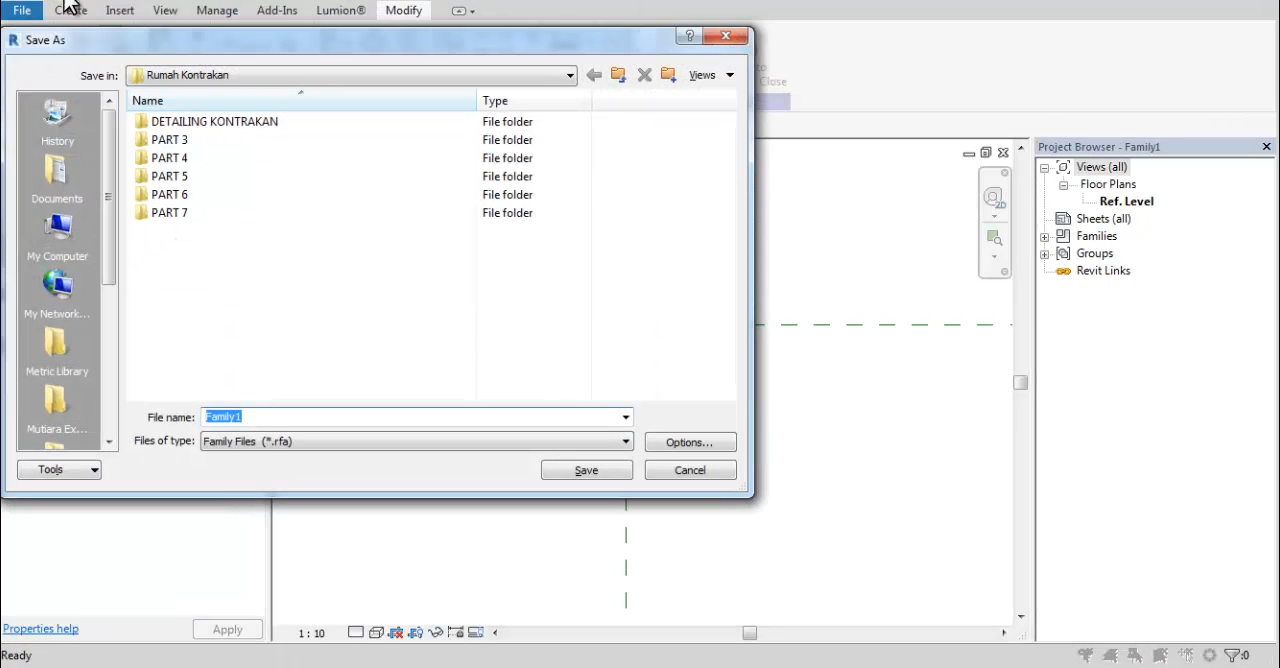 File Create Insert View Manage Add-Ins Lumion® Modify
Save As
Save in: Rumah Kontrakan Views
Name Type
DETAILING KONTRAKAN File folder
PART 3 File folder
PART 4 File folder
PART 5 File folder
PART 6 File folder
PART 7 File folder
History
Documents
My Computer
My Network...
Metric Library
Mutiara Ex...
File name: Family1
Files of type: Family Files (*.rfa) Options...
Tools Save Cancel
Close
Project Browser - Family1
Views (all)
Floor Plans
Ref. Level
Sheets (all)
Families
Groups
Revit Links
2D
Properties help Apply
1 : 10
Ready
:0